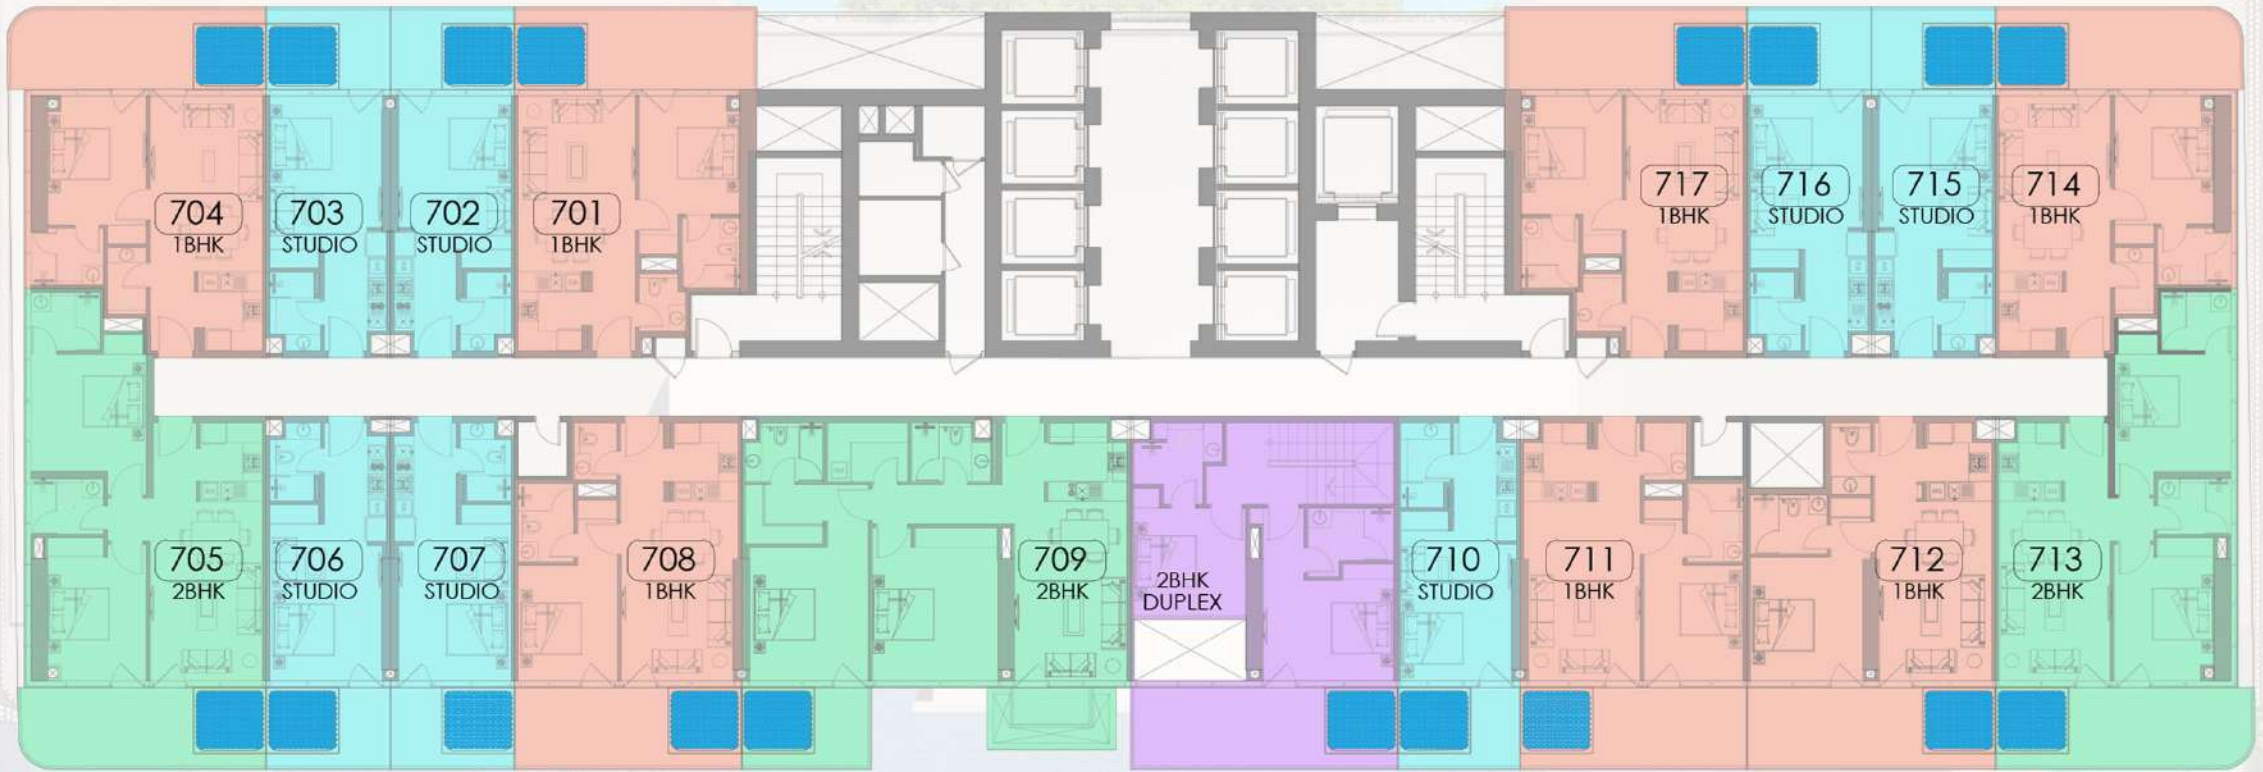 704
1BHK
703
STUDIO
702
STUDIO
701
1BHK
717
1BHK
716
STUDIO
715
STUDIO
714
1BHK
705
2BHK
706
STUDIO
707
STUDIO
708
1BHK
709
2BHK
2BHK
DUPLEX
710
STUDIO
711
1BHK
712
1BHK
713
2BHK